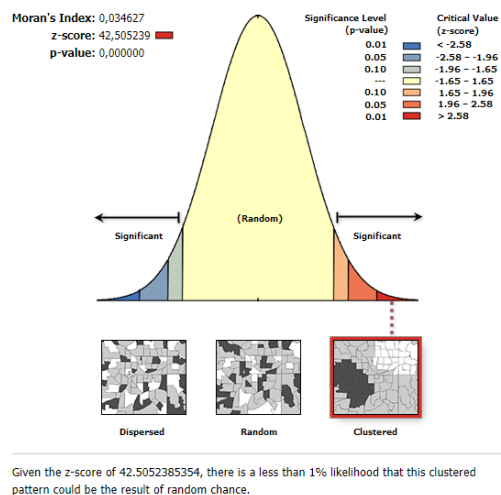 Moran's Index: 0,034627
z-score: 42,505239
p-value: 0,000000
Significance Level
(p-value)
Critical Value
(z-score)
0.01 < -2.58
0.05 -2.58 – -1.96
0.10 -1.96 – -1.65
--- -1.65 – 1.65
0.10 1.65 – 1.96
0.05 1.96 – 2.58
0.01 > 2.58
(Random)
Significant
Significant
Dispersed
Random
Clustered
Given the z-score of 42.5052385354, there is a less than 1% likelihood that this clustered
pattern could be the result of random chance.